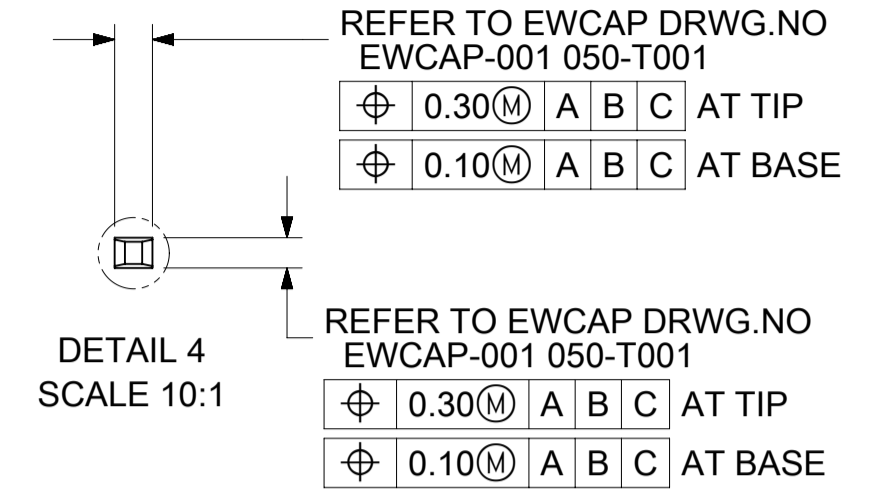 REFER TO EWCAP DRWG.NO
EWCAP-001 050-T001
⌖ 0.30Ⓜ A B C AT TIP
⌖ 0.10Ⓜ A B C AT BASE
REFER TO EWCAP DRWG.NO
EWCAP-001 050-T001
⌖ 0.30Ⓜ A B C AT TIP
⌖ 0.10Ⓜ A B C AT BASE
DETAIL 4
SCALE 10:1